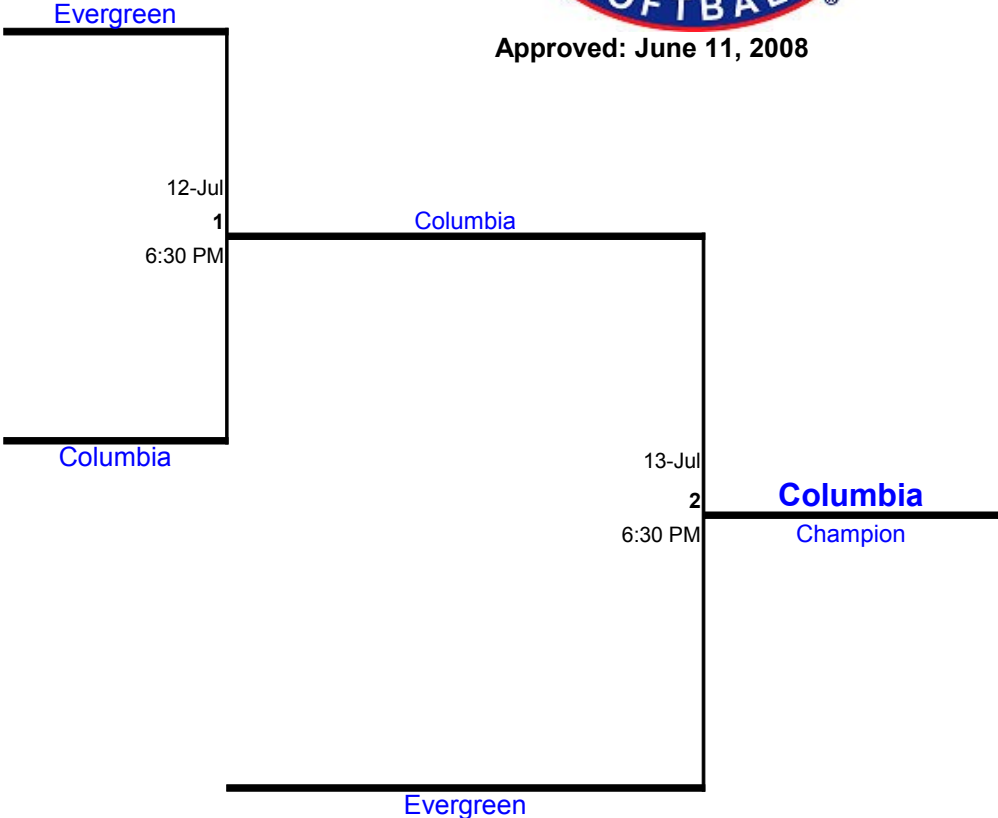 Evergreen
OFTBAL
®
Approved: June 11, 2008
12-Jul
1
Columbia
6:30 PM
Columbia
13-Jul
2
Columbia
6:30 PM
Champion
Evergreen